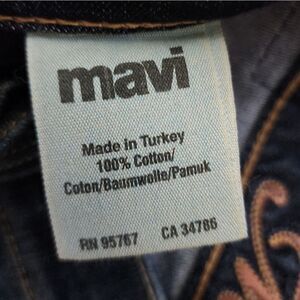 mavi
Made in Turkey
100% Cotton/
Coton/Baumwolle/Pamuk
RN 95767 CA 34786